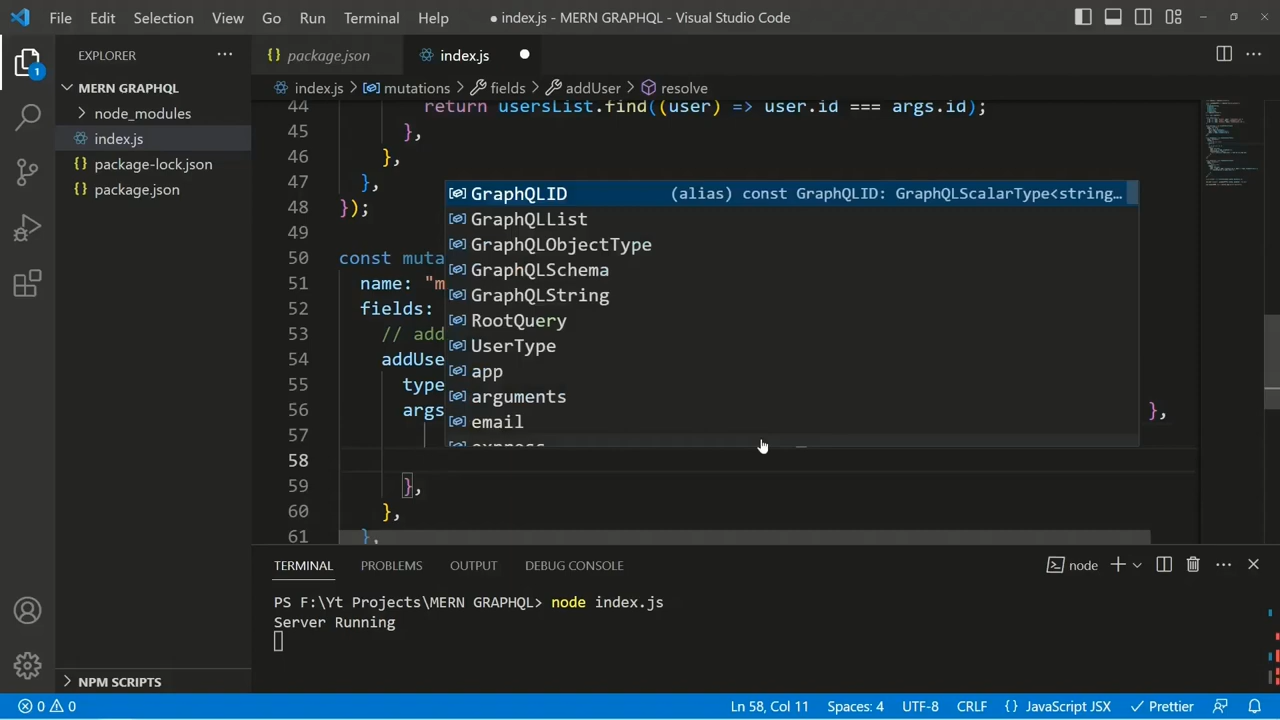 File Edit Selection View Go Run Terminal Help ● index.js - MERN GRAPHQL - Visual Studio Code
EXPLORER
{} package.json index.js
1
MERN GRAPHQL
index.js > mutations > fields > addUser > resolve
node_modules
index.js
{} package-lock.json
{} package.json
44 return usersList.find((user) => user.id === args.id);
45 },
46 },
47 },
48 });
49
50 const muta
51 name: "m
52 fields:
53 // add
54 addUse
55 type
56 args },
57
58
59 },
60 },
61 },
GraphQLID (alias) const GraphQLID: GraphQLScalarType<string…
GraphQLList
GraphQLObjectType
GraphQLSchema
GraphQLString
RootQuery
UserType
app
arguments
email
express
TERMINAL PROBLEMS OUTPUT DEBUG CONSOLE node
PS F:\Yt Projects\MERN GRAPHQL> node index.js
Server Running
NPM SCRIPTS
0 0 Ln 58, Col 11 Spaces: 4 UTF-8 CRLF {} JavaScript JSX Prettier